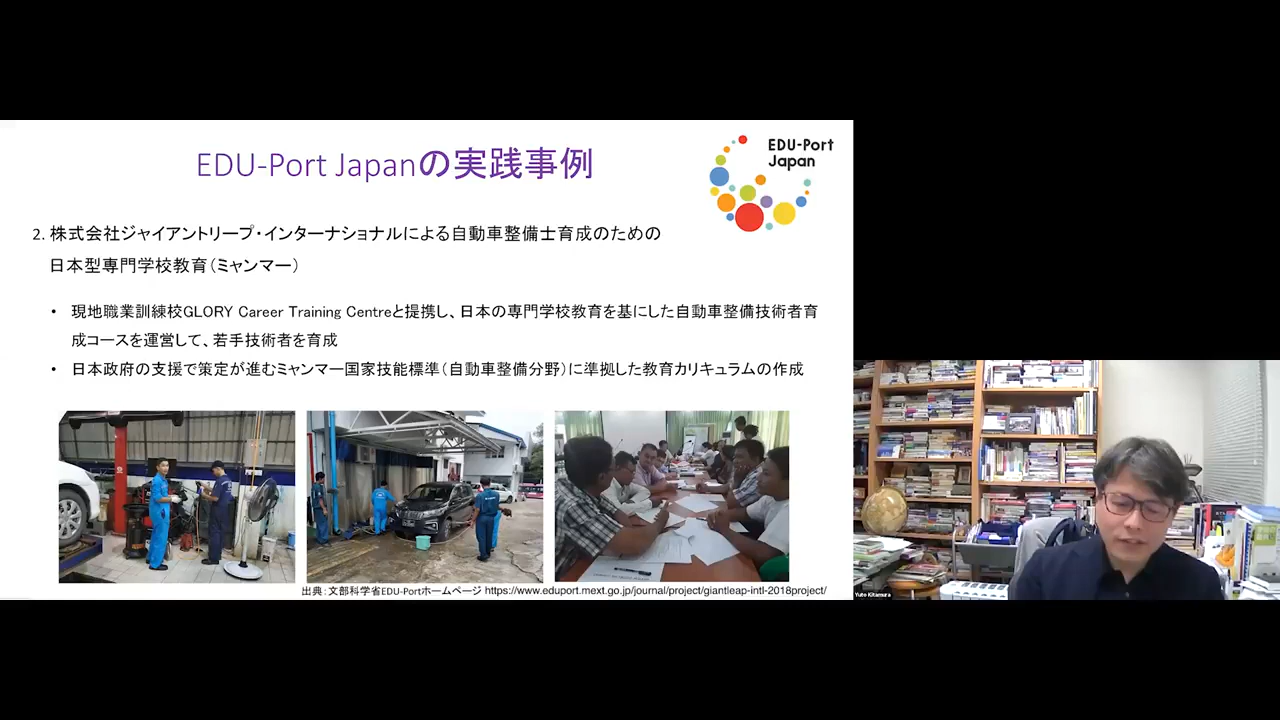 EDU-Port Japanの実践事例
EDU-Port
Japan
2. 株式会社ジャイアントリープ・インターナショナルによる自動車整備士育成のための
日本型専門学校教育（ミャンマー）
• 現地職業訓練校GLORY Career Training Centreと提携し、日本の専門学校教育を基にした自動車整備技術者育
成コースを運営して、若手技術者を育成
• 日本政府の支援で策定が進むミャンマー国家技能標準（自動車整備分野）に準拠した教育カリキュラムの作成
出典：文部科学省EDU-Portホームページ https://www.eduport.mext.go.jp/journal/project/giantleap-intl-2018project/
Yuto Kitamura